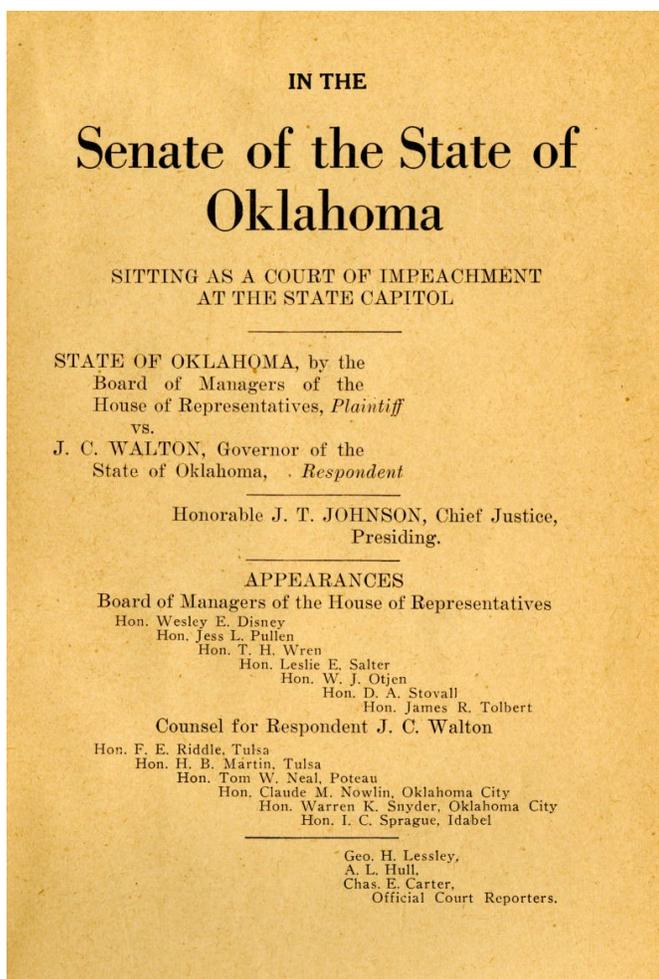 IN THE
Senate of the State of
Oklahoma
SITTING AS A COURT OF IMPEACHMENT
AT THE STATE CAPITOL
STATE OF OKLAHOMA, by the
Board of Managers of the
House of Representatives, Plaintiff
vs.
J. C. WALTON, Governor of the
State of Oklahoma, Respondent
Honorable J. T. JOHNSON, Chief Justice,
Presiding.
APPEARANCES
Board of Managers of the House of Representatives
Hon. Wesley E. Disney
Hon. Jess L. Pullen
Hon. T. H. Wren
Hon. Leslie E. Salter
Hon. W. J. Otjen
Hon. D. A. Stovall
Hon. James R. Tolbert
Counsel for Respondent J. C. Walton
Hon. F. E. Riddle, Tulsa
Hon. H. B. Martin, Tulsa
Hon. Tom W. Neal, Poteau
Hon. Claude M. Nowlin, Oklahoma City
Hon. Warren K. Snyder, Oklahoma City
Hon. I. C. Sprague, Idabel
Geo. H. Lessley,
A. L. Hull,
Chas. E. Carter,
Official Court Reporters.